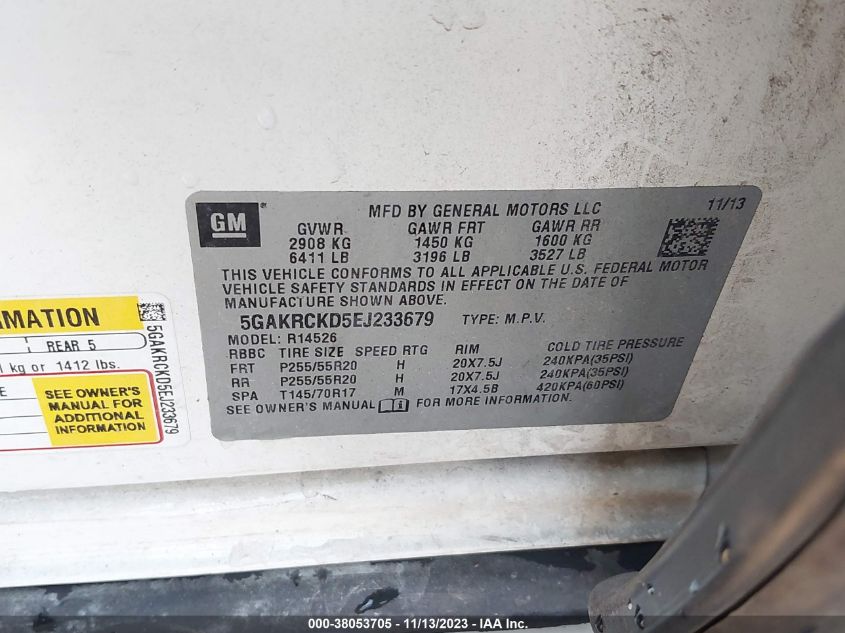 GM ®
MFD BY GENERAL MOTORS LLC 11/13
GVWR GAWR FRT GAWR RR
2908 KG 1450 KG 1600 KG
6411 LB 3196 LB 3527 LB
THIS VEHICLE CONFORMS TO ALL APPLICABLE U.S. FEDERAL MOTOR
VEHICLE SAFETY STANDARDS IN EFFECT ON THE DATE OF
MANUFACTURE SHOWN ABOVE.
5GAKRCKD5EJ233679 TYPE: M.P.V.
MODEL: R14526
RBBC TIRE SIZE SPEED RTG RIM COLD TIRE PRESSURE
FRT P255/55R20 H 20X7.5J 240KPA(35PSI)
RR P255/55R20 H 20X7.5J 240KPA(35PSI)
SPA T145/70R17 M 17X4.5B 420KPA(60PSI)
SEE OWNER'S MANUAL i FOR MORE INFORMATION.
REAR 5
kg or 1412 lbs.
SEE OWNER'S
MANUAL FOR
ADDITIONAL
INFORMATION
5GAKRCKD5EJ233679
000-38053705 - 11/13/2023 - IAAI.com